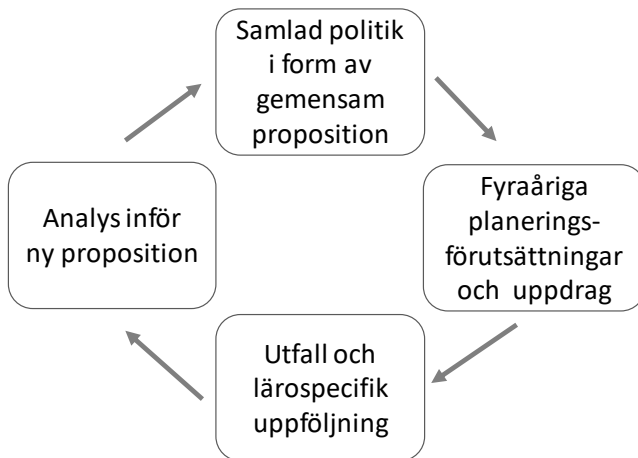 Samlad politik
i form av
gemensam
proposition
Fyraåriga
planerings-
förutsättningar
och uppdrag
Utfall och
lärospecifik
uppföljning
Analys inför
ny proposition